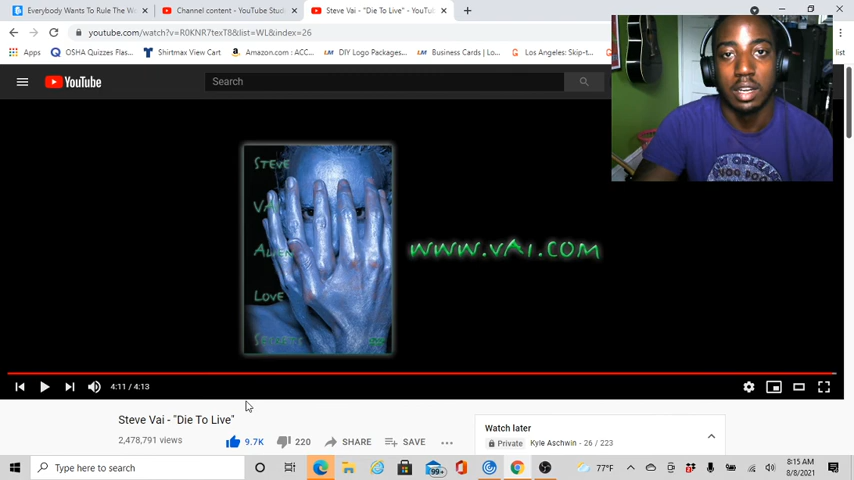 Everybody Wants To Rule The W
Channel content - YouTube Stud
Steve Vai - "Die To Live" - YouTub
youtube.com/watch?v=R0KNR7texT8&list=WL&index=26
Apps
OSHA Quizzes Flas...
Shirtmax Vapor Cart
Amazon.com : ACC...
DIY Logo Packages...
Business Cards | Lo...
Los Angeles: Skip-t...
list
YouTube
Search
STEVE
VAI
ALIEN
LOVE
SECRETS
www.VAI.COM
4:11 / 4:13
Steve Vai - "Die To Live"
2,478,791 views
9.7K
220
SHARE
SAVE
Watch later
Private
Kyle Aschwin - 26 / 223
Type here to search
99+
77°F
8:15 AM
8/8/2021